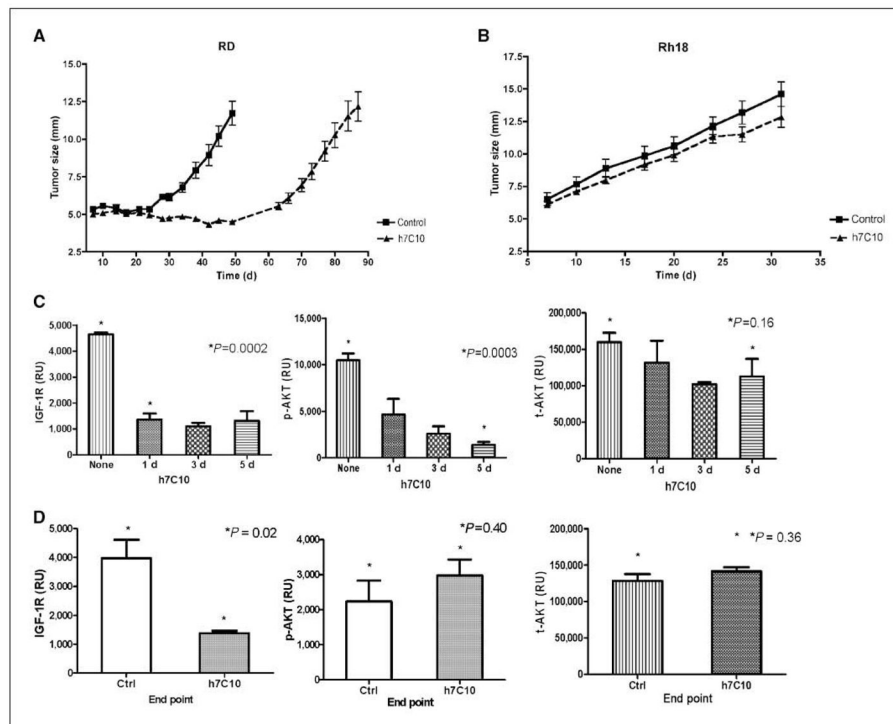 A
RD
Tumor size (mm)
12.5
10.0
7.5
5.0
2.5
10 20 30 40 50 60 70 80 90
Time (d)
Control
h7C10
B
Rh18
Tumor size (mm)
17.5
15.0
12.5
10.0
7.5
5.0
2.5
5 10 15 20 25 30 35
Time (d)
Control
h7C10
C
IGF-1R (RU)
5,000
4,000
3,000
2,000
1,000
0
*
*
*P=0.0002
None 1 d 3 d 5 d
h7C10
p-AKT (RU)
15,000
10,000
5,000
0
*
*
*P=0.0003
None 1 d 3 d 5 d
h7C10
t-AKT (RU)
200,000
150,000
100,000
50,000
0
*
*
*P=0.16
None 1 d 3 d 5 d
h7C10
D
IGF-1R (RU)
5,000
4,000
3,000
2,000
1,000
0
*
*
*P = 0.02
Ctrl h7C10
End point
p-AKT (RU)
4,000
3,000
2,000
1,000
0
*
*
*P=0.40
Ctrl h7C10
End point
t-AKT (RU)
200,000
150,000
100,000
50,000
0
*
*
*P = 0.36
Ctrl h7C10
End point